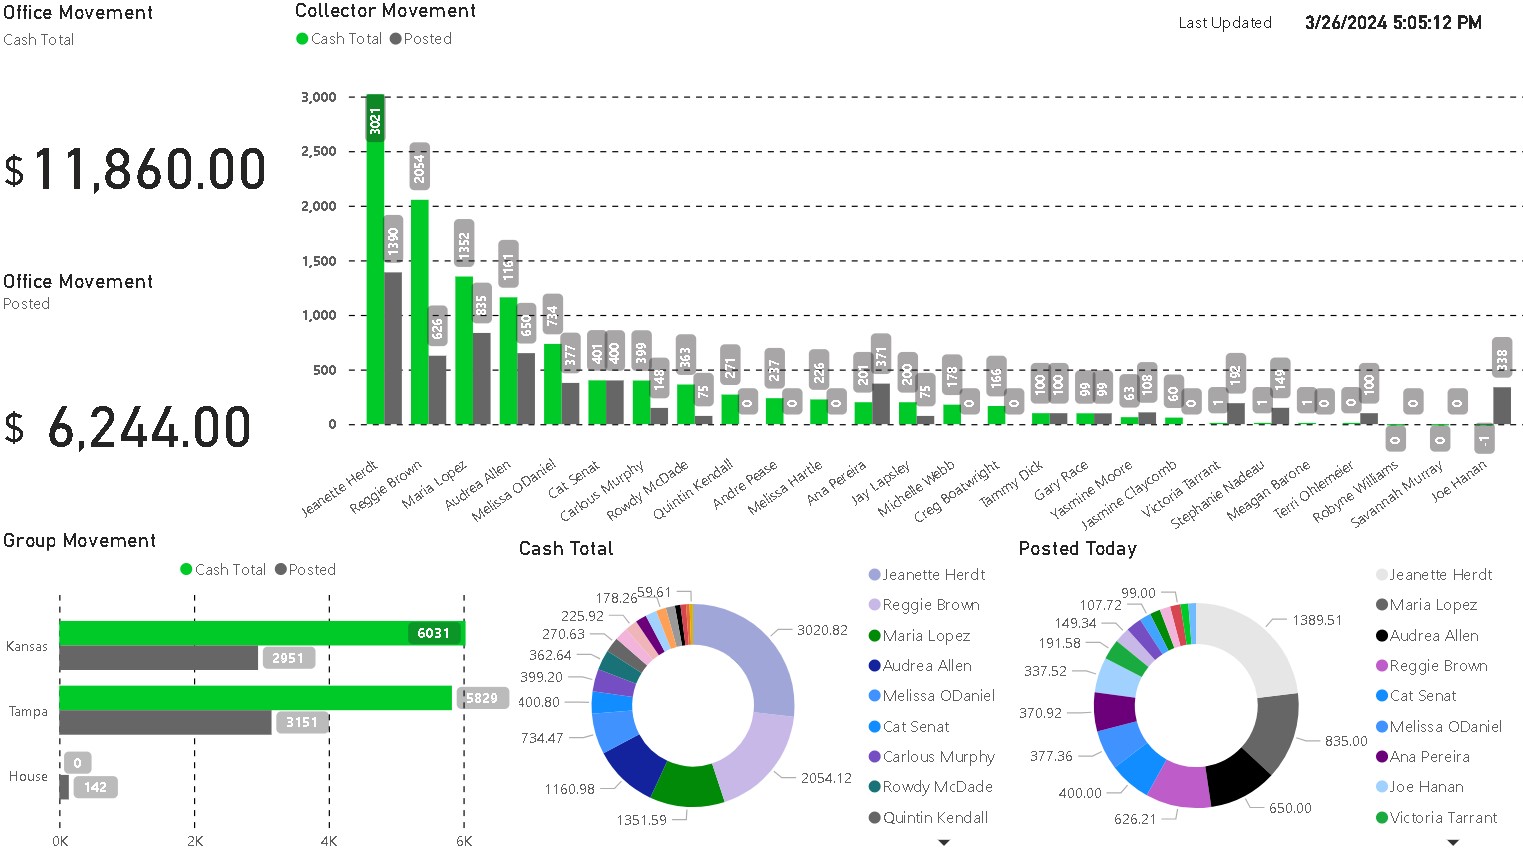 Office Movement
Cash Total
$ 11,860.00
Office Movement
Posted
$ 6,244.00
Collector Movement
Cash Total Posted
Last Updated 3/26/2024 5:05:12 PM
3,000
2,500
2,000
1,500
1,000
500
0
3021 1390 2054 626 1352 835 1161 650 734 377 401 400 399 148 363 75 271 0 237 0 226 0 201 371 200 75 178 0 166 0 100 100 99 99 63 108 60 0 1 192 1 149 1 0 0 100 0 0 0 0 -1 338
Jeanette Herdt
Reggie Brown
Maria Lopez
Audrea Allen
Melissa ODaniel
Cat Senat
Carlous Murphy
Rowdy McDade
Quintin Kendall
Andre Pease
Melissa Hartle
Ana Pereira
Jay Lapsley
Michelle Webb
Creg Boatwright
Tammy Dick
Gary Race
Yasmine Moore
Jasmine Claycomb
Victoria Tarrant
Stephanie Nadeau
Meagan Barone
Terri Ohlemeier
Robyne Williams
Savannah Murray
Joe Hanan
Group Movement
Cash Total Posted
Kansas
6031
2951
Tampa
5829
3151
House
0
142
0K 2K 4K 6K
Cash Total
3020.82
2054.12
1351.59
1160.98
734.47
400.80
399.20
362.64
270.63
225.92
178.26
59.61
Jeanette Herdt
Reggie Brown
Maria Lopez
Audrea Allen
Melissa ODaniel
Cat Senat
Carlous Murphy
Rowdy McDade
Quintin Kendall
Posted Today
1389.51
835.00
650.00
626.21
400.00
377.36
370.92
337.52
191.58
149.34
107.72
99.00
Jeanette Herdt
Maria Lopez
Audrea Allen
Reggie Brown
Cat Senat
Melissa ODaniel
Ana Pereira
Joe Hanan
Victoria Tarrant